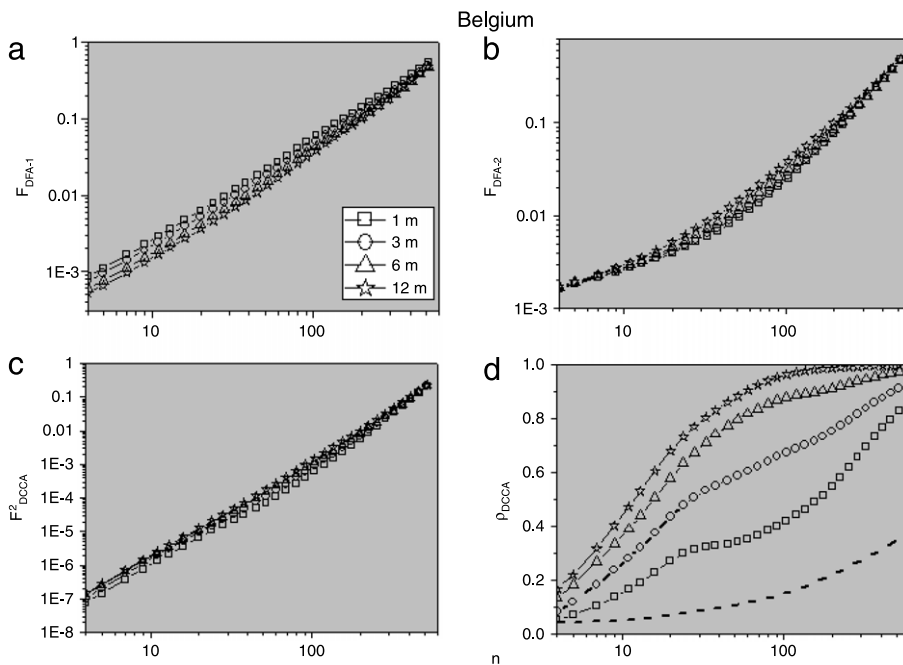 Belgium
a
1
0.1
0.01
1E-3
F_DFA-1
10
100
1 m
3 m
6 m
12 m
b
0.1
0.01
1E-3
F_DFA-2
10
100
c
1
0.1
0.01
1E-3
1E-4
1E-5
1E-6
1E-7
1E-8
F²_DCCA
10
100
d
1.0
0.8
0.6
0.4
0.2
0.0
ρ_DCCA
10
100
n